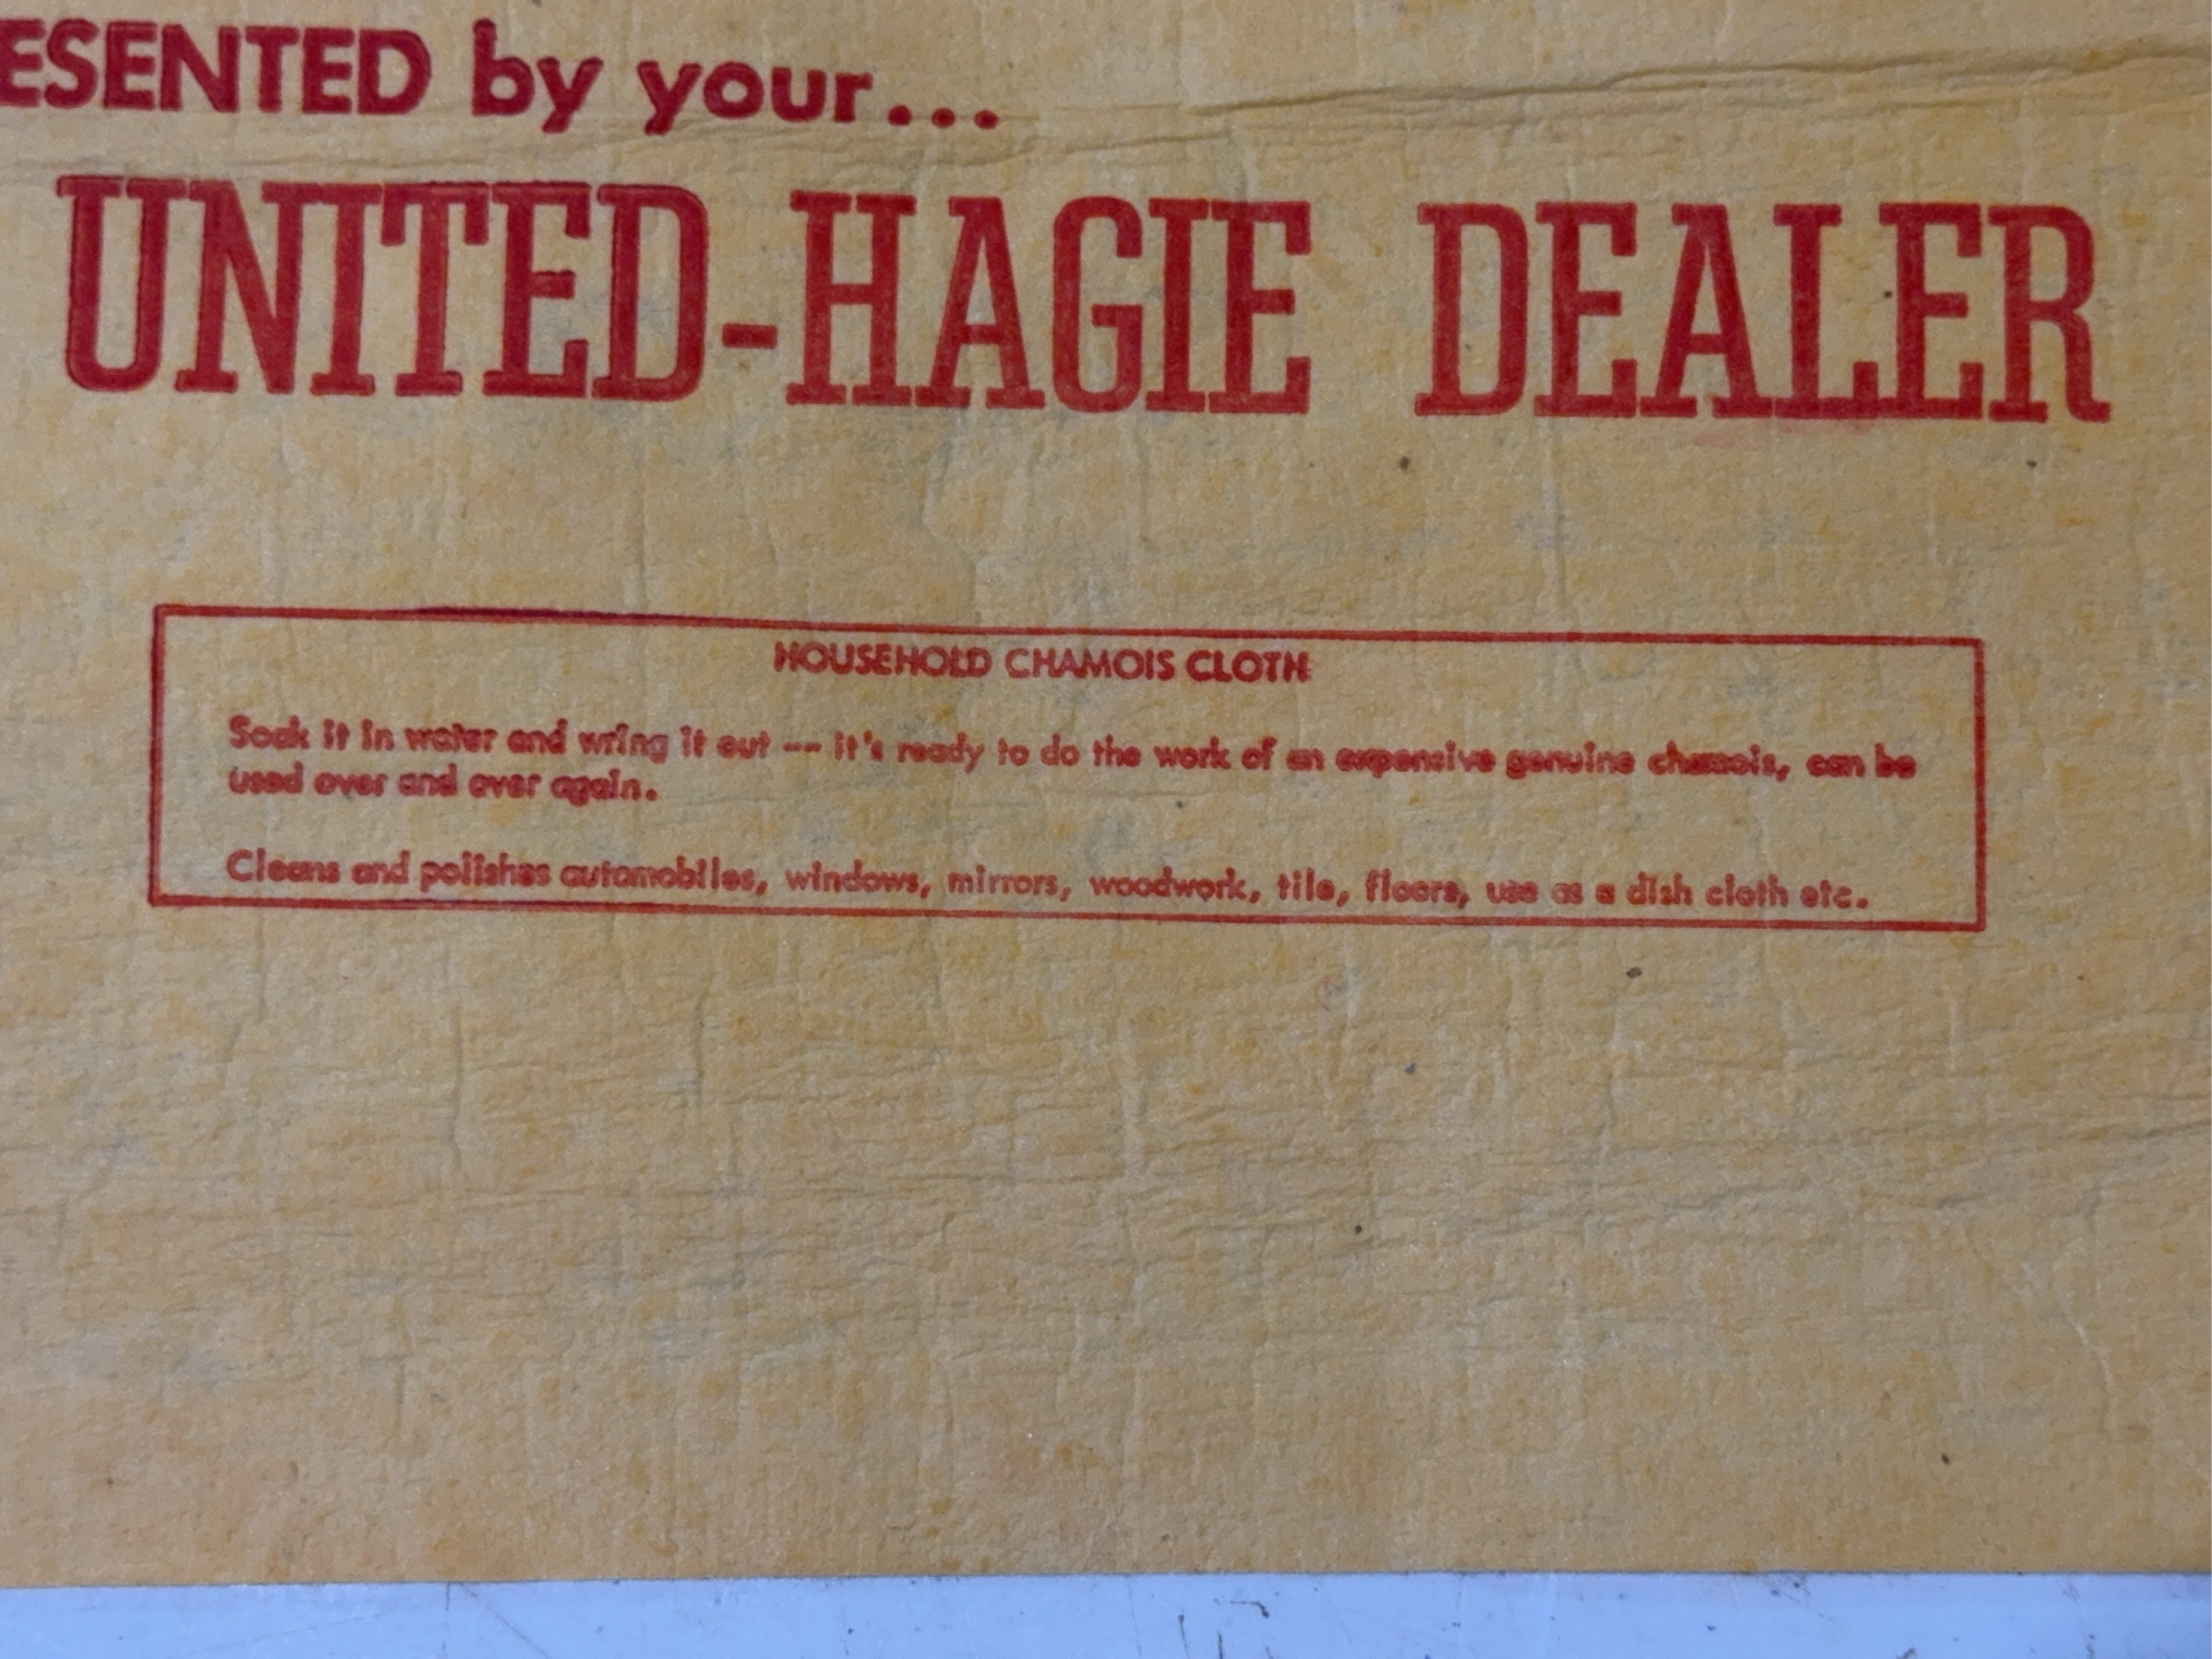 ESENTED by your...
UNITED-HAGIE DEALER
HOUSEHOLD CHAMOIS CLOTH
Soak it in water and wring it out -- it's ready to do the work of an expensive genuine chamois, can be
used over and over again.
Cleans and polishes automobiles, windows, mirrors, woodwork, tile, floors, use as a dish cloth etc.